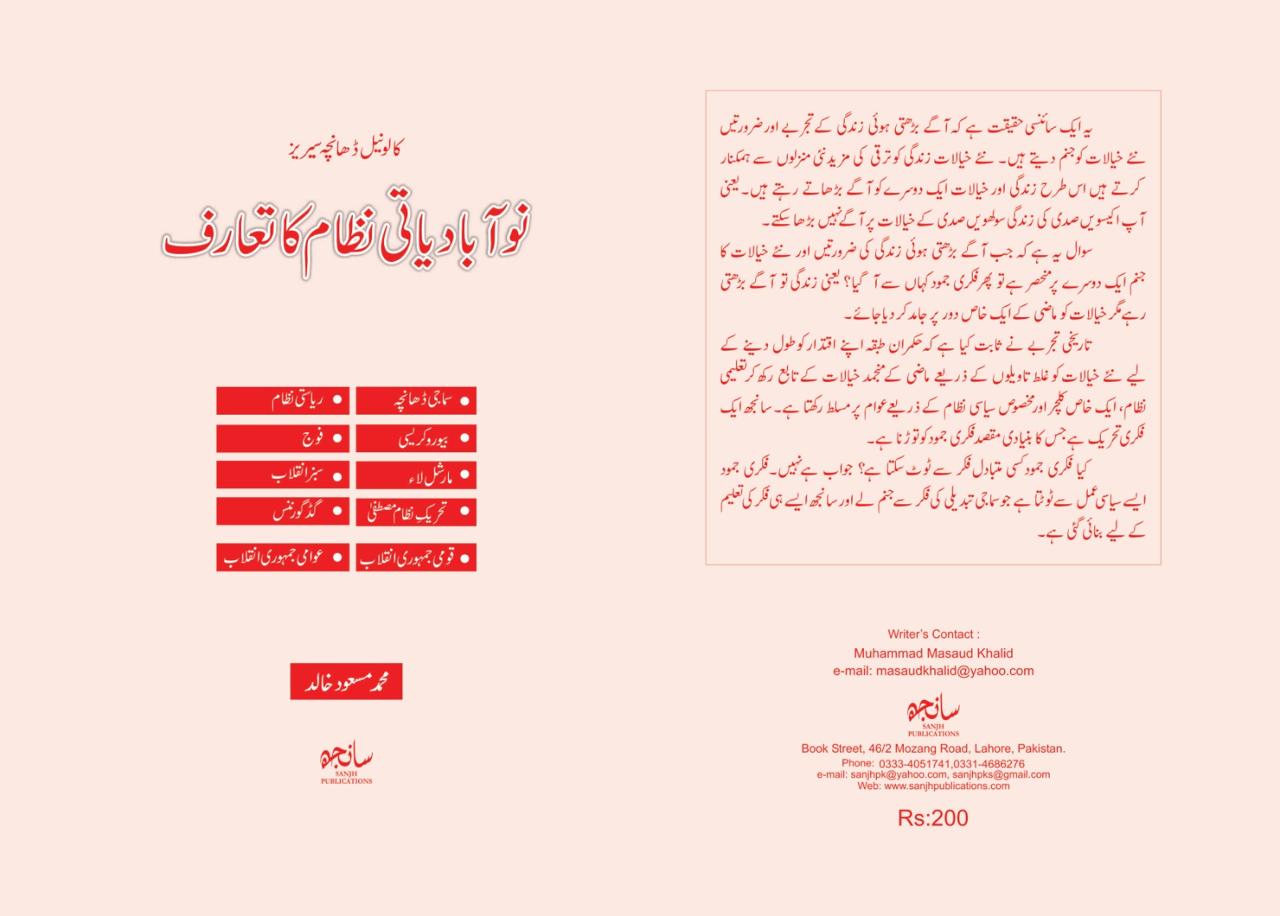 کالونیل ڈھانچہ سیریز
نوآبادیاتی نظام کا تعارف
● سماجی ڈھانچہ
● ریاستی نظام
● بیوروکریسی
● فوج
● مارشل لاء
● سبز انقلاب
● تحریکِ نظام مصطفیٰ
● گڈ گورننس
● قومی جمہوری انقلاب
● عوامی جمہوری انقلاب
محمد مسعود خالد
سانجھ
SANJH
PUBLICATIONS
یہ ایک سائنسی حقیقت ہے کہ آگے بڑھتی ہوئی زندگی کے تجربے اور ضرورتیں
نئے خیالات کو جنم دیتے ہیں۔ نئے خیالات زندگی کو ترقی کی مزید نئی منزلوں سے ہمکنار
کرتے ہیں اس طرح زندگی اور خیالات ایک دوسرے کو آگے بڑھاتے رہتے ہیں۔ یعنی
آپ اکیسویں صدی کی زندگی سولھویں صدی کے خیالات پر آگے نہیں بڑھا سکتے۔
سوال یہ ہے کہ جب آگے بڑھتی ہوئی زندگی کی ضرورتیں اور نئے خیالات کا
جنم ایک دوسرے پر منحصر ہے تو پھر فکری جمود کہاں سے آ گیا؟ یعنی زندگی تو آگے بڑھتی
رہے مگر خیالات کو ماضی کے ایک خاص دور پر جامد کر دیا جائے۔
تاریخی تجربے نے ثابت کیا ہے کہ حکمران طبقہ اپنے اقتدار کو طول دینے کے
لیے نئے خیالات کو غلط تاویلوں کے ذریعے ماضی کے منجمد خیالات کے تابع رکھ کر تعلیمی
نظام، ایک خاص کلچر اور مخصوص سیاسی نظام کے ذریعے عوام پر مسلط رکھتا ہے۔ سانجھ ایک
فکری تحریک ہے جس کا بنیادی مقصد فکری جمود کو توڑنا ہے۔
کیا فکری جمود کسی متبادل فکر سے ٹوٹ سکتا ہے؟ جواب ہے نہیں۔ فکری جمود
ایسے سیاسی عمل سے ٹوٹتا ہے جو سماجی تبدیلی کی فکر سے جنم لے اور سانجھ ایسے ہی فکر کی تعلیم
کے لیے بنائی گئی ہے۔
Writer's Contact :
Muhammad Masaud Khalid
e-mail: masaudkhalid@yahoo.com
سانجھ
SANJH
PUBLICATIONS
Book Street, 46/2 Mozang Road, Lahore, Pakistan.
Phone: 0333-4051741,0331-4686276
e-mail: sanjhpk@yahoo.com, sanjhpks@gmail.com
Web: www.sanjhpublications.com
Rs:200